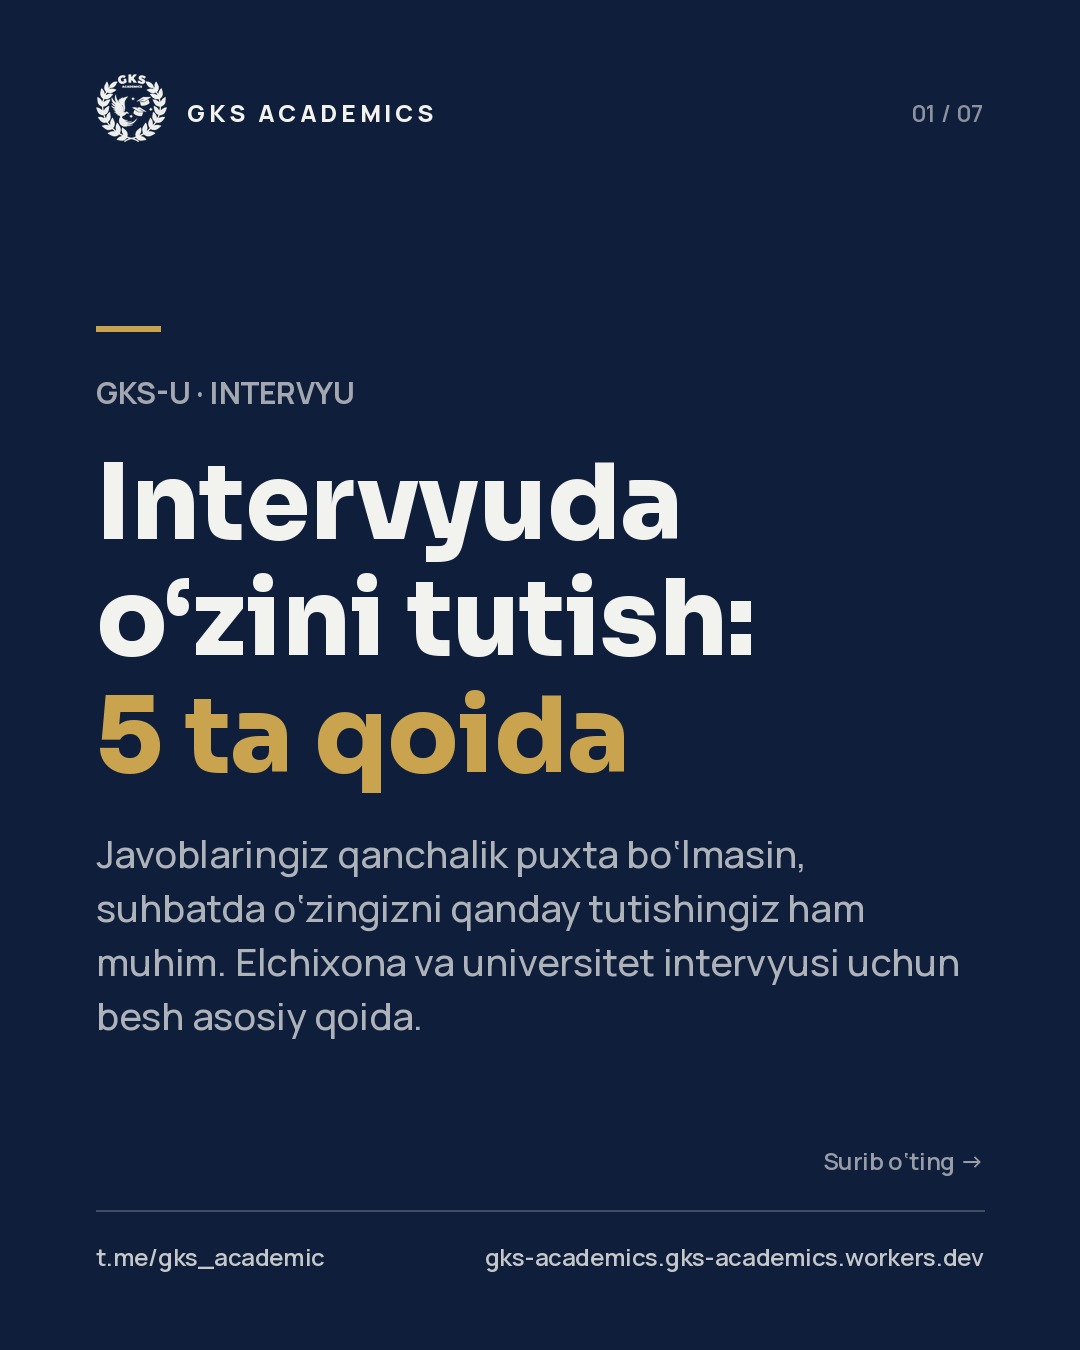 GKS
ACADEMICS
GKS ACADEMICS
01 / 07
GKS-U · INTERVYU
Intervyuda
o‘zini tutish:
5 ta qoida
Javoblaringiz qanchalik puxta bo‘lmasin,
suhbatda o‘zingizni qanday tutishingiz ham
muhim. Elchixona va universitet intervyusi uchun
besh asosiy qoida.
Surib o‘ting →
t.me/gks_academic
gks-academics.gks-academics.workers.dev